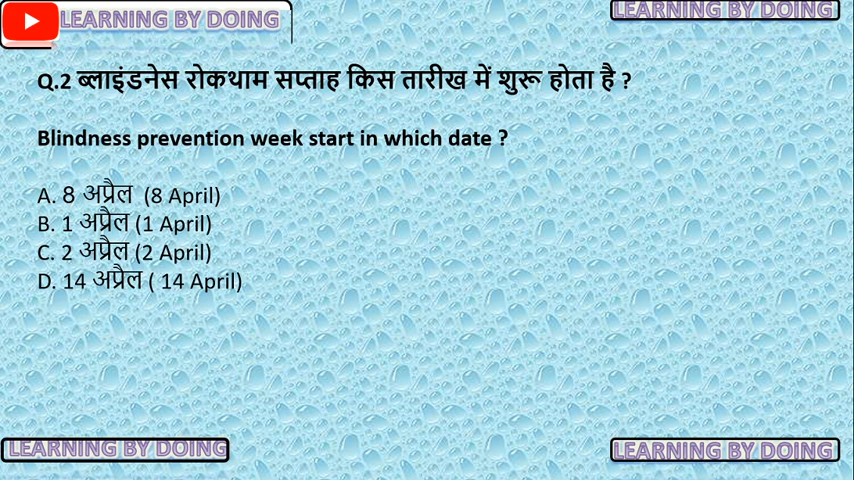 LEARNING BY DOING
LEARNING BY DOING
Q.2 ब्लाइंडनेस रोकथाम सप्ताह किस तारीख में शुरू होता है ?
Blindness prevention week start in which date ?
A. 8 अप्रैल (8 April)
B. 1 अप्रैल (1 April)
C. 2 अप्रैल (2 April)
D. 14 अप्रैल ( 14 April)
LEARNING BY DOING
LEARNING BY DOING